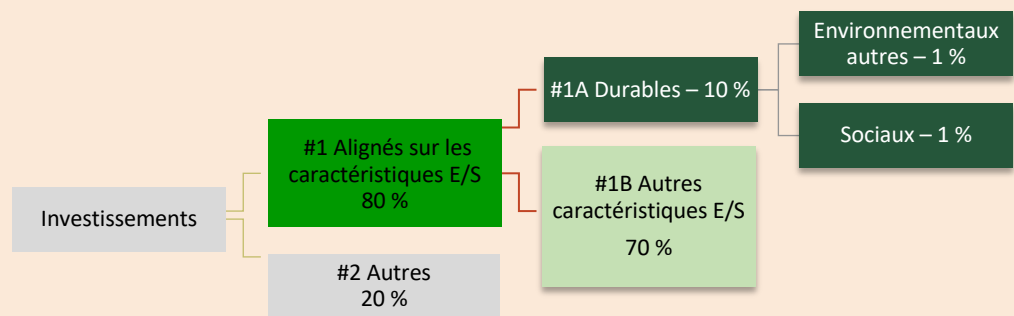 Investissements
#1 Alignés sur les
caractéristiques E/S
80 %
#2 Autres
20 %
#1A Durables – 10 %
#1B Autres
caractéristiques E/S
70 %
Environnementaux
autres – 1 %
Sociaux – 1 %